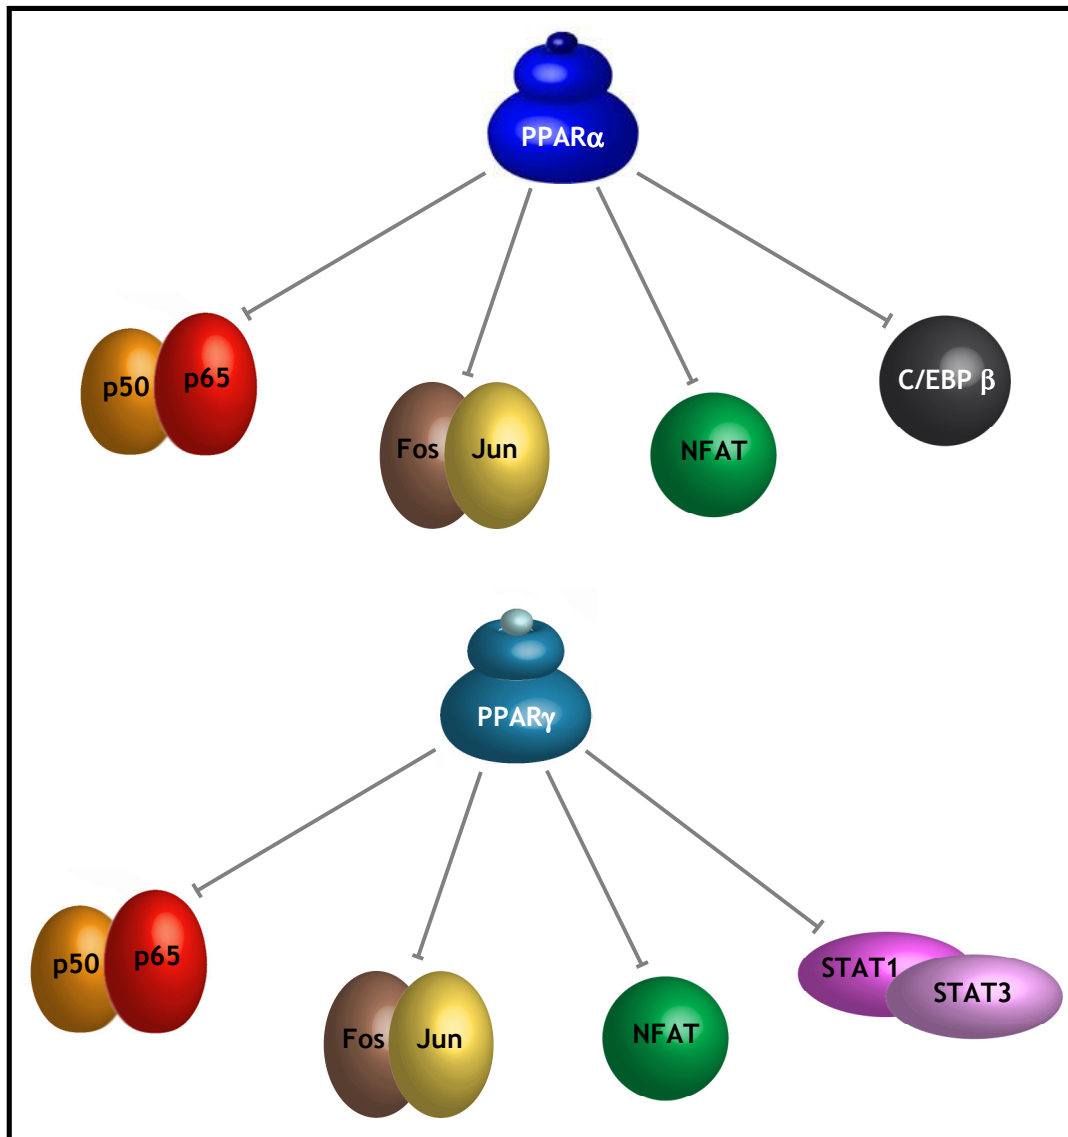 PPARα
p50
p65
Fos
Jun
NFAT
C/EBP β
PPARγ
p50
p65
Fos
Jun
NFAT
STAT1
STAT3